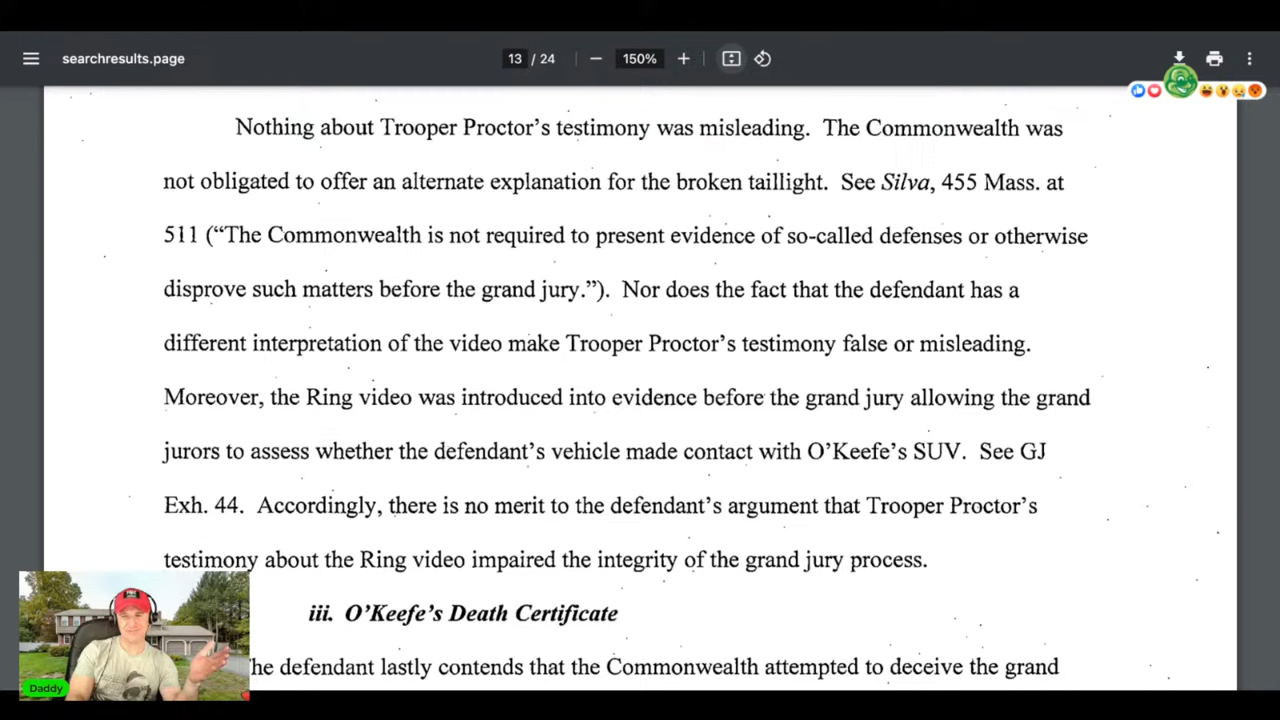 searchresults.page
13 / 24
150%
Nothing about Trooper Proctor’s testimony was misleading. The Commonwealth was
not obligated to offer an alternate explanation for the broken taillight. See Silva, 455 Mass. at
511 (“The Commonwealth is not required to present evidence of so-called defenses or otherwise
disprove such matters before the grand jury.”). Nor does the fact that the defendant has a
different interpretation of the video make Trooper Proctor’s testimony false or misleading.
Moreover, the Ring video was introduced into evidence before the grand jury allowing the grand
jurors to assess whether the defendant’s vehicle made contact with O’Keefe’s SUV. See GJ
Exh. 44. Accordingly, there is no merit to the defendant’s argument that Trooper Proctor’s
testimony about the Ring video impaired the integrity of the grand jury process.
iii. O’Keefe’s Death Certificate
he defendant lastly contends that the Commonwealth attempted to deceive the grand
Daddy